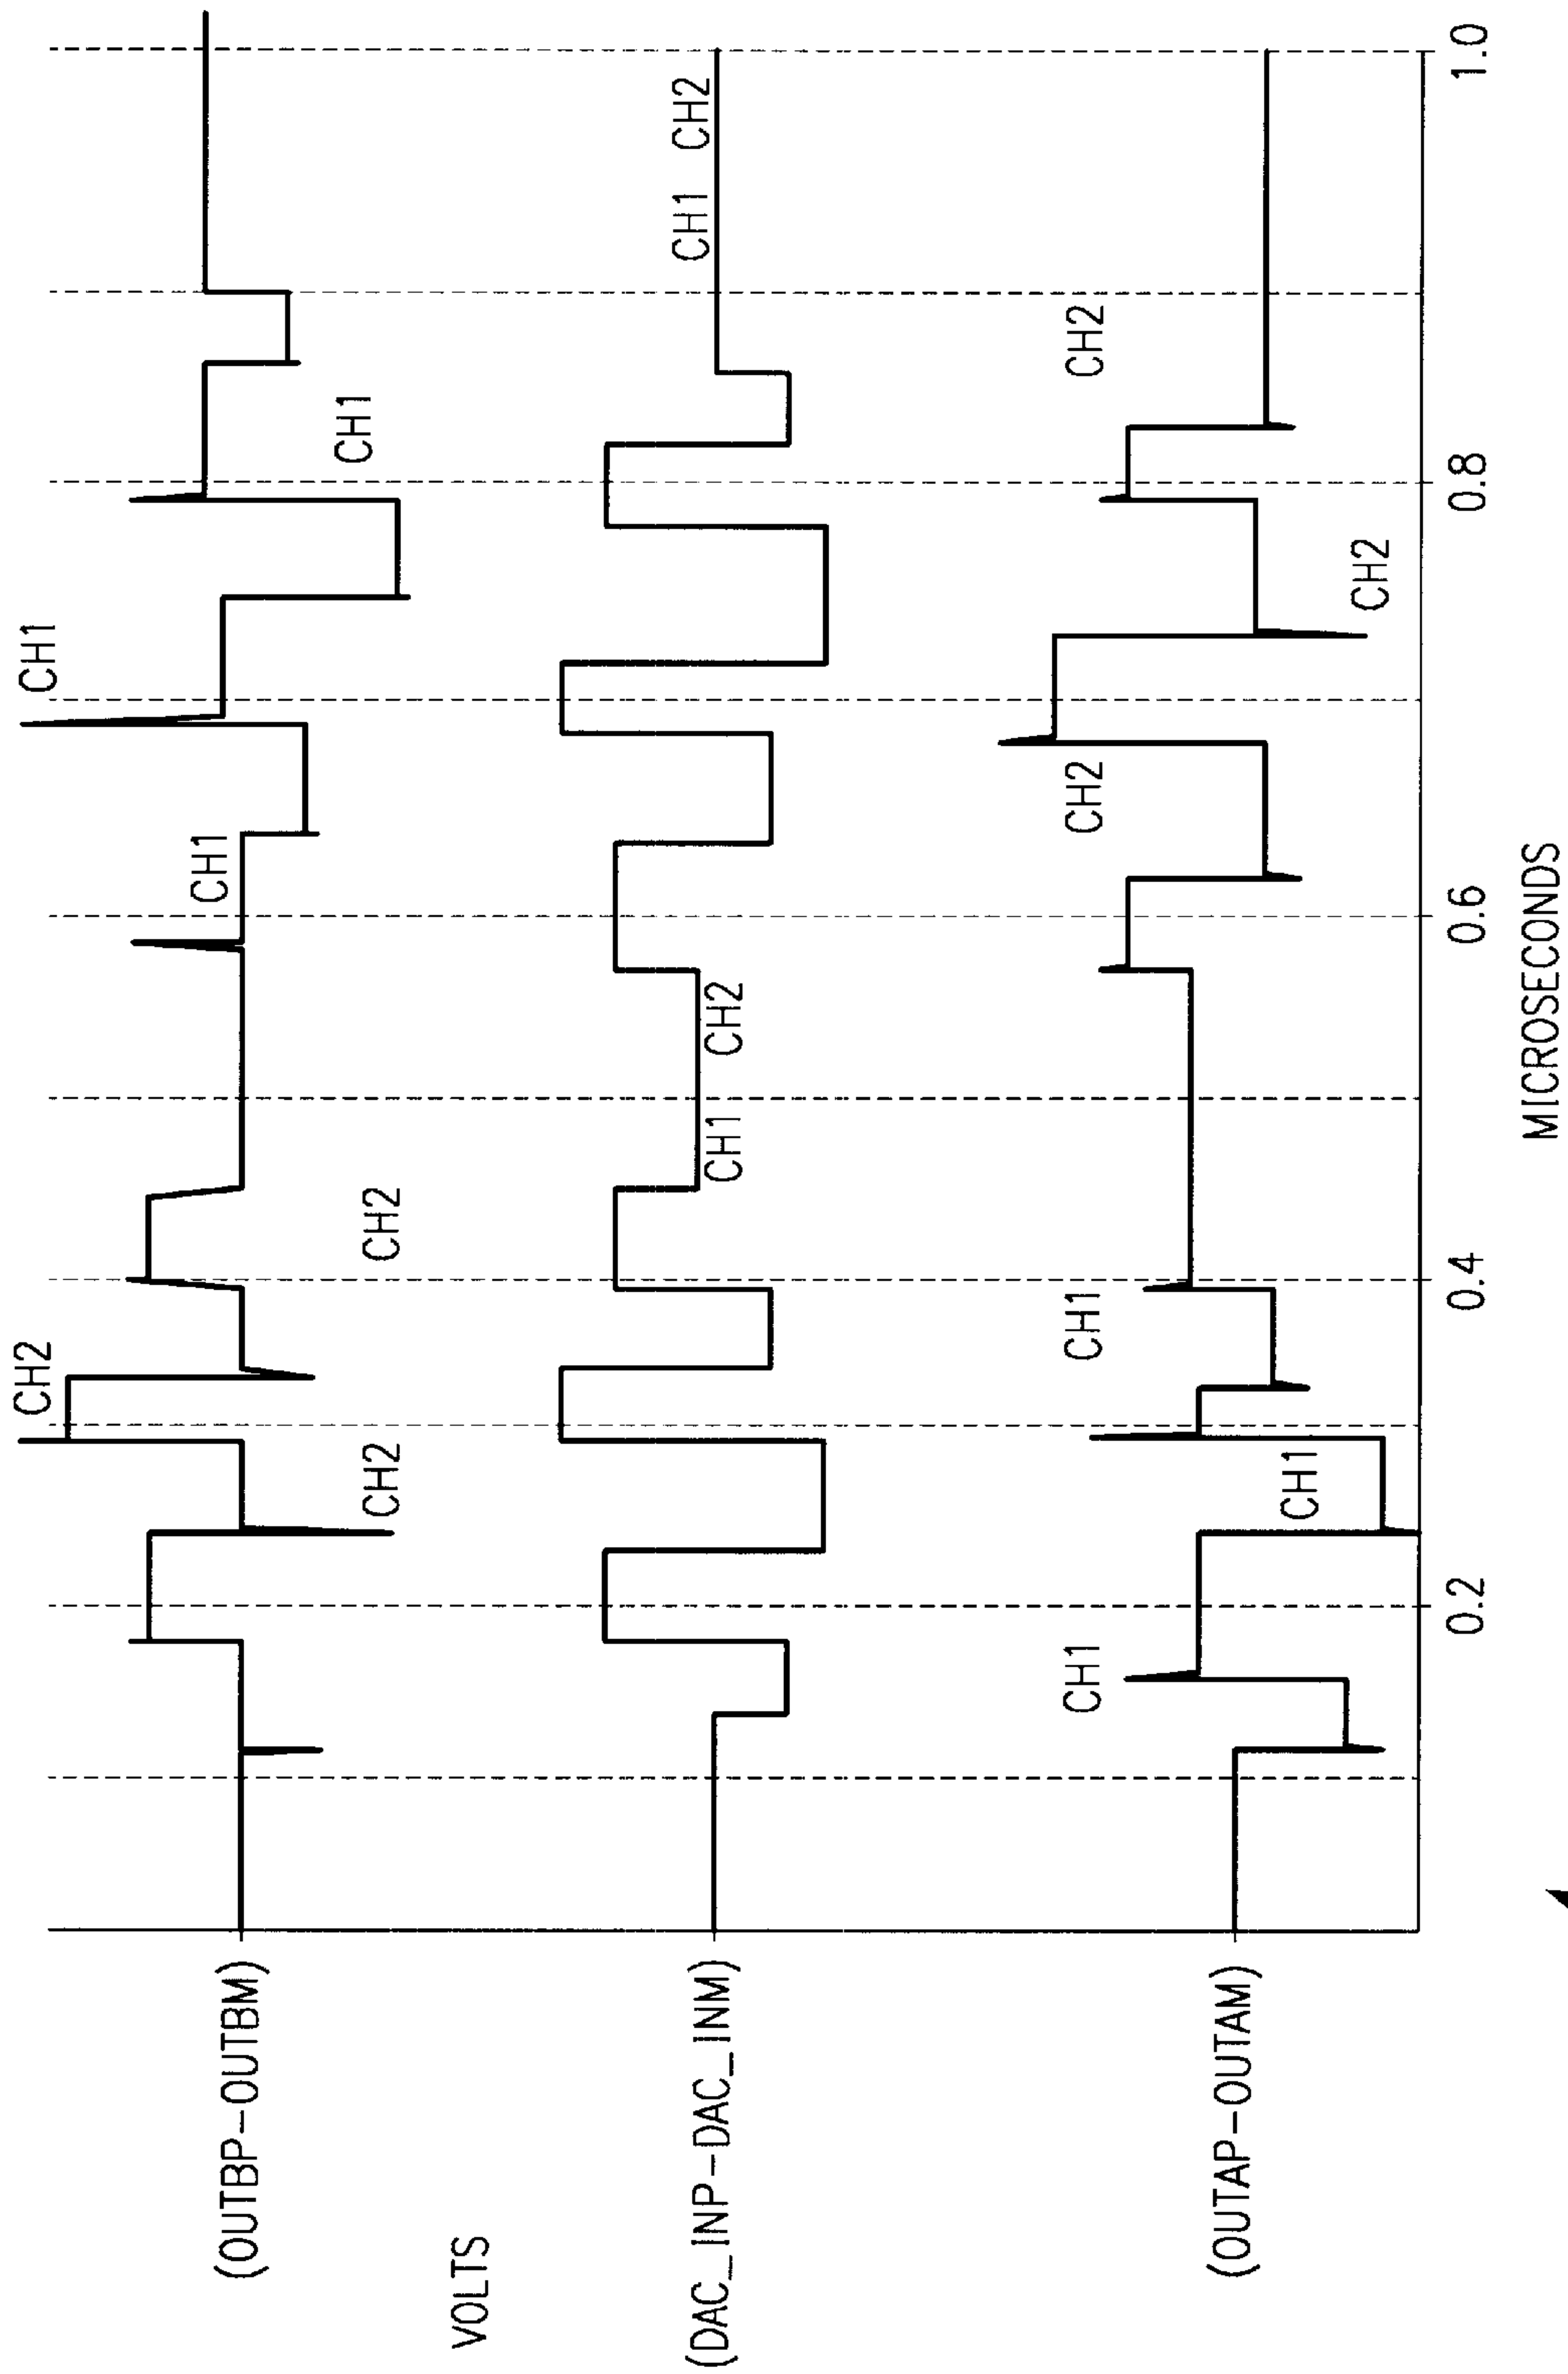 CH2 CH1
CH1
(OUTBP-OUTBM)
CH1
CH2 CH2
VOLTS
CH1 CH2
(DAC_INP-DAC_INM)
CH1 CH2
CH1 CH1 CH2 CH2
(OUTAP-OUTAM)
CH1
CH2
0.2 0.4 0.6 0.8 1.0
MICROSECONDS